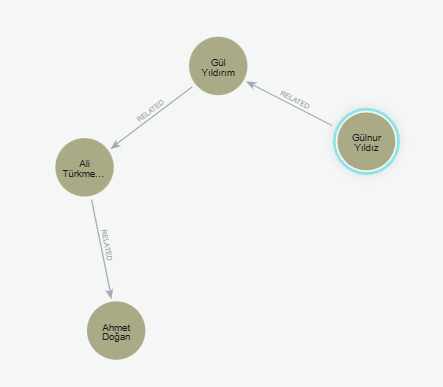 Gül
Yıldırım
RELATED
RELATED
Gülnur
Yıldız
Ali
Türkme...
RELATED
Ahmet
Doğan